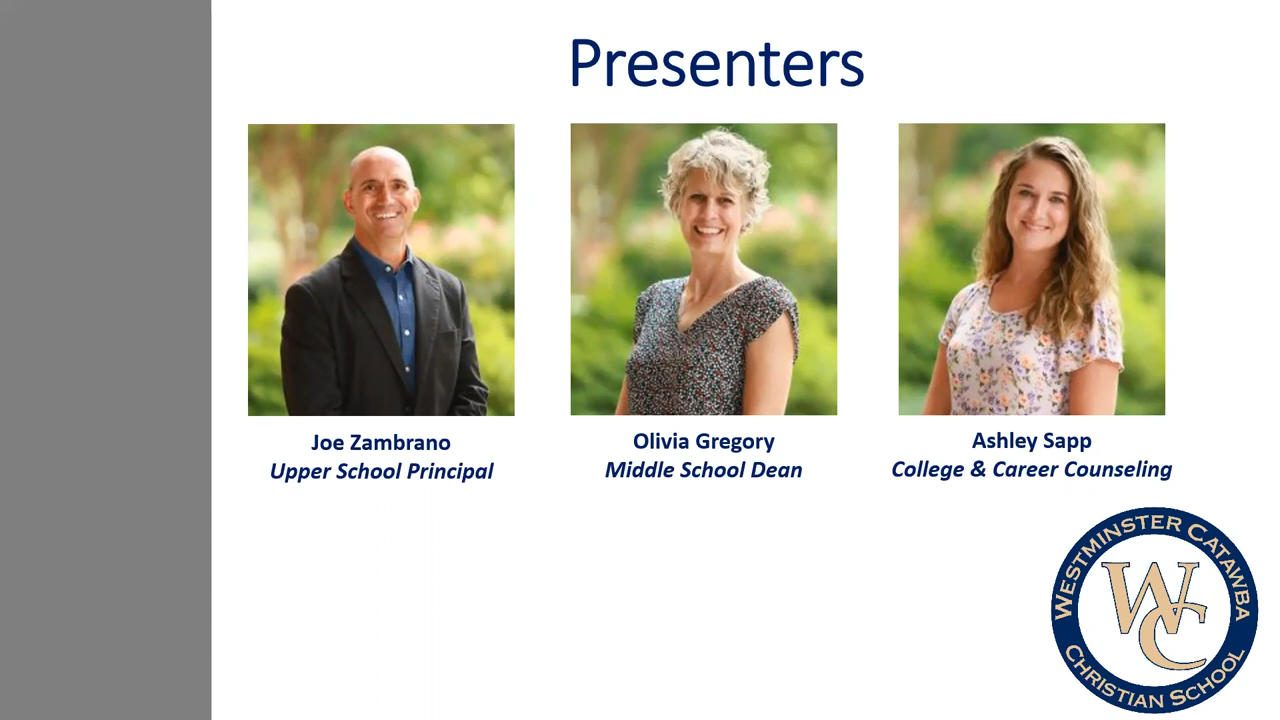 Presenters
Joe Zambrano
Upper School Principal
Olivia Gregory
Middle School Dean
Ashley Sapp
College & Career Counseling
WESTMINSTER CATAWBA
WC
CHRISTIAN SCHOOL